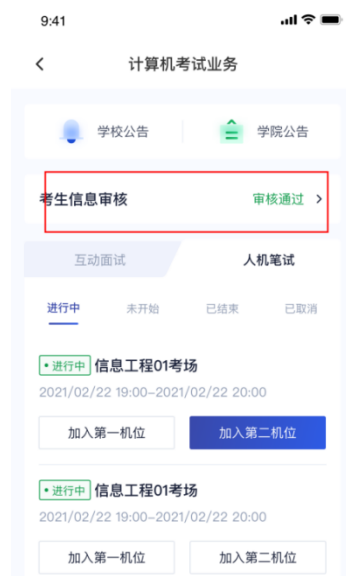 9:41
计算机考试业务
学校公告 学院公告
考生信息审核 审核通过
互动面试 人机笔试
进行中 未开始 已结束 已取消
进行中 信息工程01考场
2021/02/22 19:00-2021/02/22 20:00
加入第一机位 加入第二机位
进行中 信息工程01考场
2021/02/22 19:00-2021/02/22 20:00
加入第一机位 加入第二机位